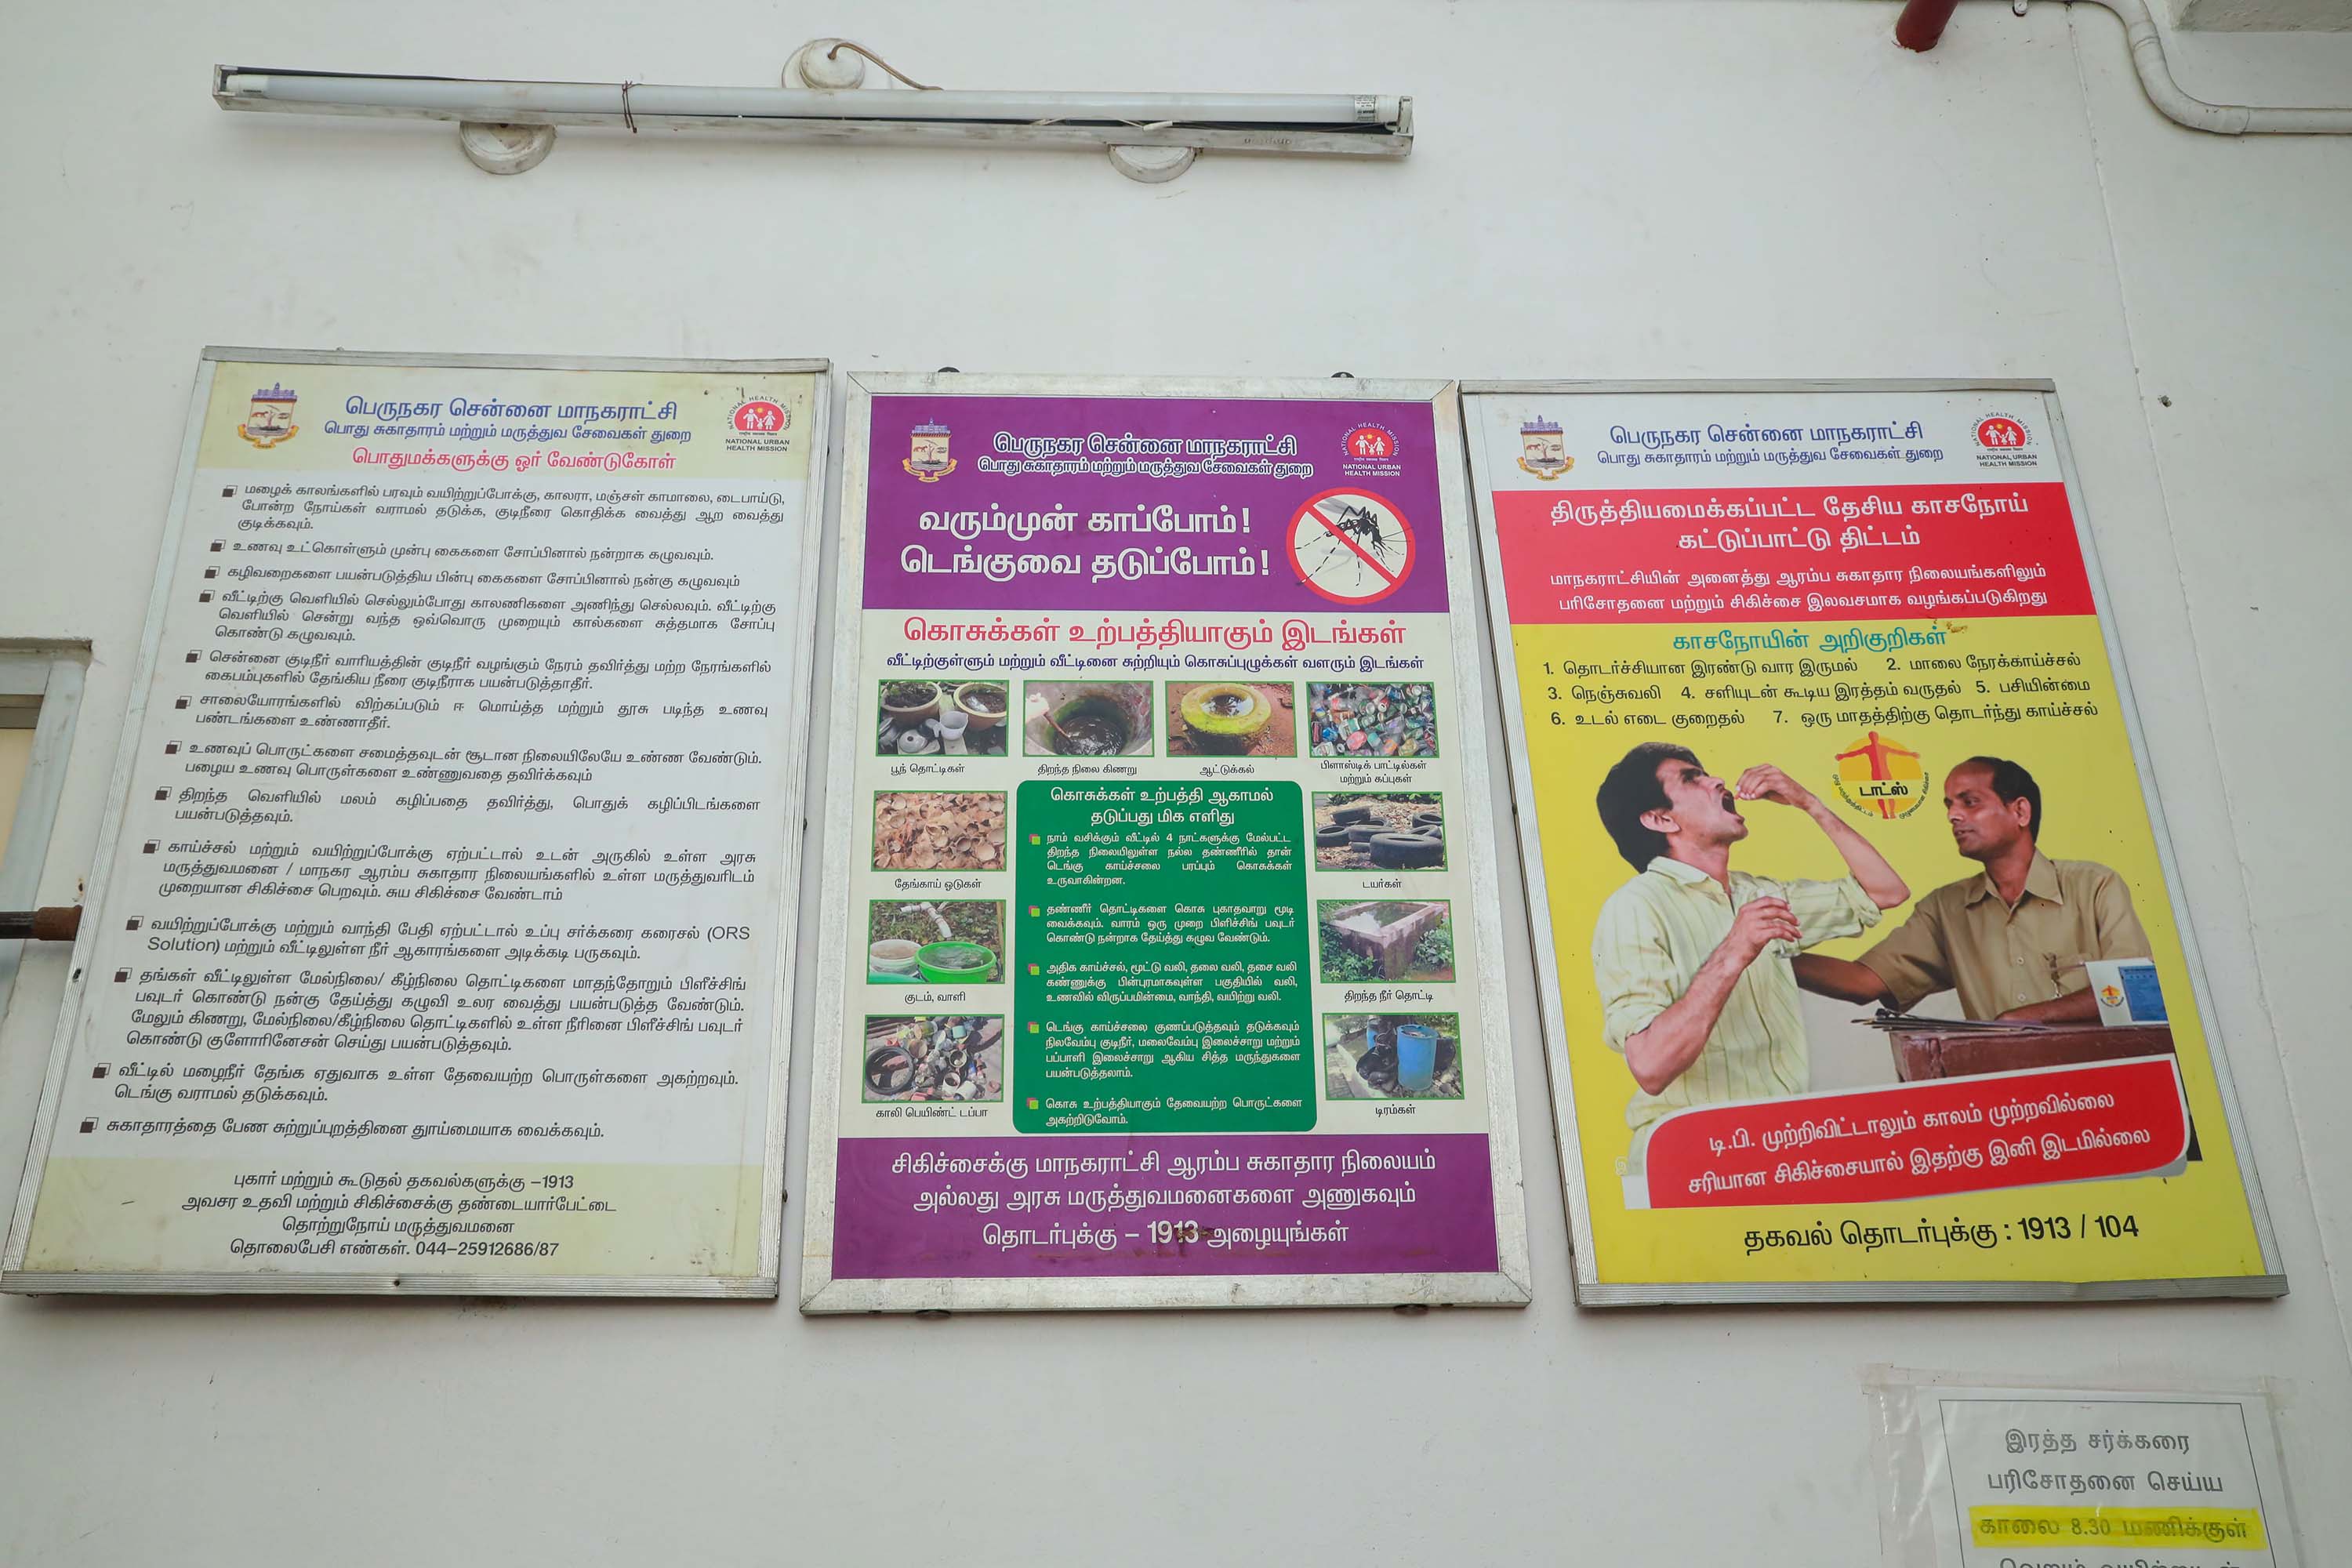 பெருநகர சென்னை மாநகராட்சி
பொது சுகாதாரம் மற்றும் மருத்துவ சேவைகள் துறை
பொதுமக்களுக்கு ஓர் வேண்டுகோள்
NATIONAL HEALTH MISSION
NATIONAL URBAN
HEALTH MISSION
மழைக் காலங்களில் பரவும் வயிற்றுப்போக்கு, காலரா, மஞ்சள் காமாலை, டைபாய்டு,
போன்ற நோய்கள் வராமல் தடுக்க, குடிநீரை கொதிக்க வைத்து ஆற வைத்து
குடிக்கவும்.
உணவு உட்கொள்ளும் முன்பு கைகளை சோப்பினால் நன்றாக கழுவவும்.
கழிவறைகளை பயன்படுத்திய பின்பு கைகளை சோப்பினால் நன்கு கழுவவும்
வீட்டிற்கு வெளியில் செல்லும்போது காலணிகளை அணிந்து செல்லவும். வீட்டிற்கு
வெளியில் சென்று வந்த ஒவ்வொரு முறையும் கால்களை சுத்தமாக சோப்பு
கொண்டு கழுவவும்.
சென்னை குடிநீர் வாரியத்தின் குடிநீர் வழங்கும் நேரம் தவிர்த்து மற்ற நேரங்களில்
கைபம்புகளில் தேங்கிய நீரை குடிநீராக பயன்படுத்தாதீர்.
சாலையோரங்களில் விற்கப்படும் ஈ மொய்த்த மற்றும் தூசு படிந்த உணவு
பண்டங்களை உண்ணாதீர்.
உணவுப் பொருட்களை சமைத்தவுடன் சூடான நிலையிலேயே உண்ண வேண்டும்.
பழைய உணவு பொருள்களை உண்ணுவதை தவிர்க்கவும்
திறந்த வெளியில் மலம் கழிப்பதை தவிர்த்து, பொதுக் கழிப்பிடங்களை
பயன்படுத்தவும்.
காய்ச்சல் மற்றும் வயிற்றுப்போக்கு ஏற்பட்டால் உடன் அருகில் உள்ள அரசு
மருத்துவமனை / மாநகர ஆரம்ப சுகாதார நிலையங்களில் உள்ள மருத்துவரிடம்
முறையான சிகிச்சை பெறவும். சுய சிகிச்சை வேண்டாம்
வயிற்றுப்போக்கு மற்றும் வாந்தி பேதி ஏற்பட்டால் உப்பு சர்க்கரை கரைசல் (ORS
Solution) மற்றும் வீட்டிலுள்ள நீர் ஆகாரங்களை அடிக்கடி பருகவும்.
தங்கள் வீட்டிலுள்ள மேல்நிலை/ கீழ்நிலை தொட்டிகளை மாதந்தோறும் பிளீச்சிங்
பவுடர் கொண்டு நன்கு தேய்த்து கழுவி உலர வைத்து பயன்படுத்த வேண்டும்.
மேலும் கிணறு, மேல்நிலை/கீழ்நிலை தொட்டிகளில் உள்ள நீரினை பிளீச்சிங் பவுடர்
கொண்டு குளோரினேசன் செய்து பயன்படுத்தவும்.
வீட்டில் மழைநீர் தேங்க ஏதுவாக உள்ள தேவையற்ற பொருள்களை அகற்றவும்.
டெங்கு வராமல் தடுக்கவும்.
சுகாதாரத்தை பேண சுற்றுப்புறத்தினை தூய்மையாக வைக்கவும்.
புகார் மற்றும் கூடுதல் தகவல்களுக்கு –1913
அவசர உதவி மற்றும் சிகிச்சைக்கு தண்டையார்பேட்டை
தொற்றுநோய் மருத்துவமனை
தொலைபேசி எண்கள். 044–25912686/87
பெருநகர சென்னை மாநகராட்சி
பொது சுகாதாரம் மற்றும் மருத்துவ சேவைகள் துறை
NATIONAL HEALTH MISSION
NATIONAL URBAN
HEALTH MISSION
வரும்முன் காப்போம்!
டெங்குவை தடுப்போம்!
கொசுக்கள் உற்பத்தியாகும் இடங்கள்
வீட்டிற்குள்ளும் மற்றும் வீட்டினை சுற்றியும் கொசுப்புழுக்கள் வளரும் இடங்கள்
பூந் தொட்டிகள்
திறந்த நிலை கிணறு
ஆட்டுக்கல்
பிளாஸ்டிக் பாட்டில்கள்
மற்றும் கப்புகள்
தேங்காய் ஒடுகள்
டயர்கள்
குடம், வாளி
திறந்த நீர் தொட்டி
காலி பெயிண்ட் டப்பா
டிரம்கள்
கொசுக்கள் உற்பத்தி ஆகாமல்
தடுப்பது மிக எளிது
நாம் வசிக்கும் வீட்டில் 4 நாட்களுக்கு மேல்பட்ட
திறந்த நிலையிலுள்ள நல்ல தண்ணீரில் தான்
டெங்கு காய்ச்சலை பரப்பும் கொசுக்கள்
உருவாகின்றன.
தண்ணீர் தொட்டிகளை கொசு புகாதவாறு மூடி
வைக்கவும். வாரம் ஒரு முறை பிளிச்சிங் பவுடர்
கொண்டு நன்றாக தேய்த்து கழுவ வேண்டும்.
அதிக காய்ச்சல், மூட்டு வலி, தலை வலி, தசை வலி
கண்ணுக்கு பின்புரமாகவுள்ள பகுதியில் வலி,
உணவில் விருப்பமின்மை, வாந்தி, வயிற்று வலி.
டெங்கு காய்ச்சலை குணப்படுத்தவும் தடுக்கவும்
நிலவேம்பு குடிநீர், மலைவேம்பு இலைச்சாறு மற்றும்
பப்பாளி இலைச்சாறு ஆகிய சித்த மருந்துகளை
பயன்படுத்தலாம்.
கொசு உற்பத்தியாகும் தேவையற்ற பொருட்களை
அகற்றிடுவோம்.
சிகிச்சைக்கு மாநகராட்சி ஆரம்ப சுகாதார நிலையம்
அல்லது அரசு மருத்துவமனைகளை அணுகவும்
தொடர்புக்கு – 1913 அழையுங்கள்
பெருநகர சென்னை மாநகராட்சி
பொது சுகாதாரம் மற்றும் மருத்துவ சேவைகள் துறை
NATIONAL HEALTH MISSION
NATIONAL URBAN
HEALTH MISSION
திருத்தியமைக்கப்பட்ட தேசிய காசநோய்
கட்டுப்பாட்டு திட்டம்
மாநகராட்சியின் அனைத்து ஆரம்ப சுகாதார நிலையங்களிலும்
பரிசோதனை மற்றும் சிகிச்சை இலவசமாக வழங்கப்படுகிறது
காசநோயின் அறிகுறிகள்
1. தொடர்ச்சியான இரண்டு வார இருமல் 2. மாலை நேரக்காய்ச்சல்
3. நெஞ்சுவலி 4. சளியுடன் கூடிய இரத்தம் வருதல் 5. பசியின்மை
6. உடல் எடை குறைதல் 7. ஒரு மாதத்திற்கு தொடர்ந்து காய்ச்சல்
டாட்ஸ்
டி.பி. முற்றிவிட்டாலும் காலம் முற்றவில்லை
சரியான சிகிச்சையால் இதற்கு இனி இடமில்லை
தகவல் தொடர்புக்கு : 1913 / 104
இரத்த சர்க்கரை
பரிசோதனை செய்ய
காலை 8.30 மணிக்குள்